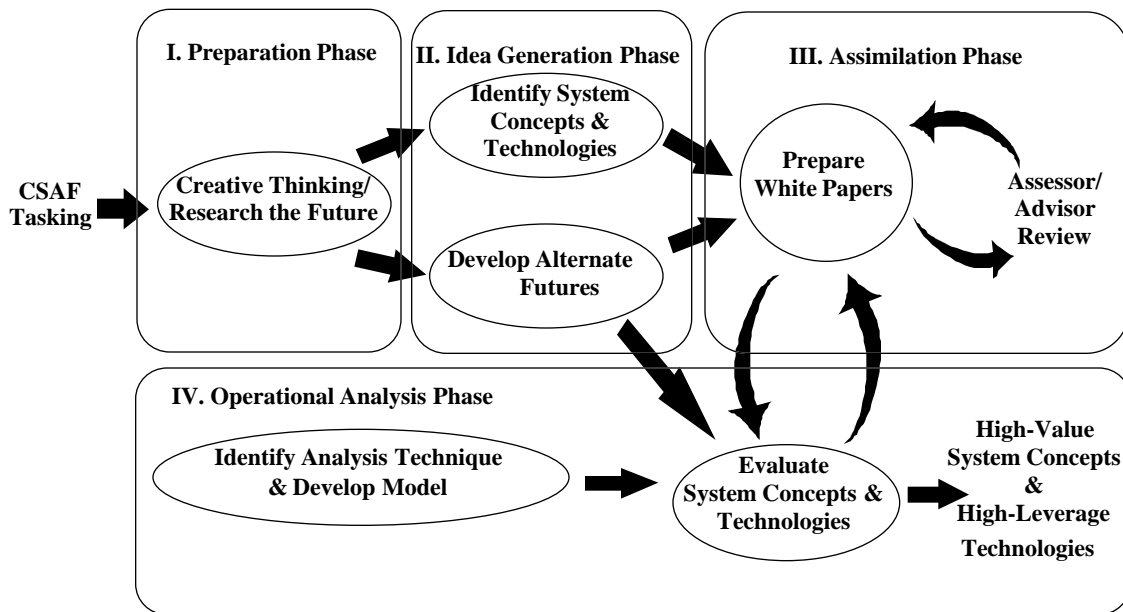 I. Preparation Phase
CSAF
Tasking
Creative Thinking/
Research the Future
II. Idea Generation Phase
Identify System
Concepts &
Technologies
Develop Alternate
Futures
III. Assimilation Phase
Prepare
White Papers
Assessor/
Advisor
Review
IV. Operational Analysis Phase
Identify Analysis Technique
& Develop Model
Evaluate
System Concepts &
Technologies
High-Value
System Concepts
&
High-Leverage
Technologies